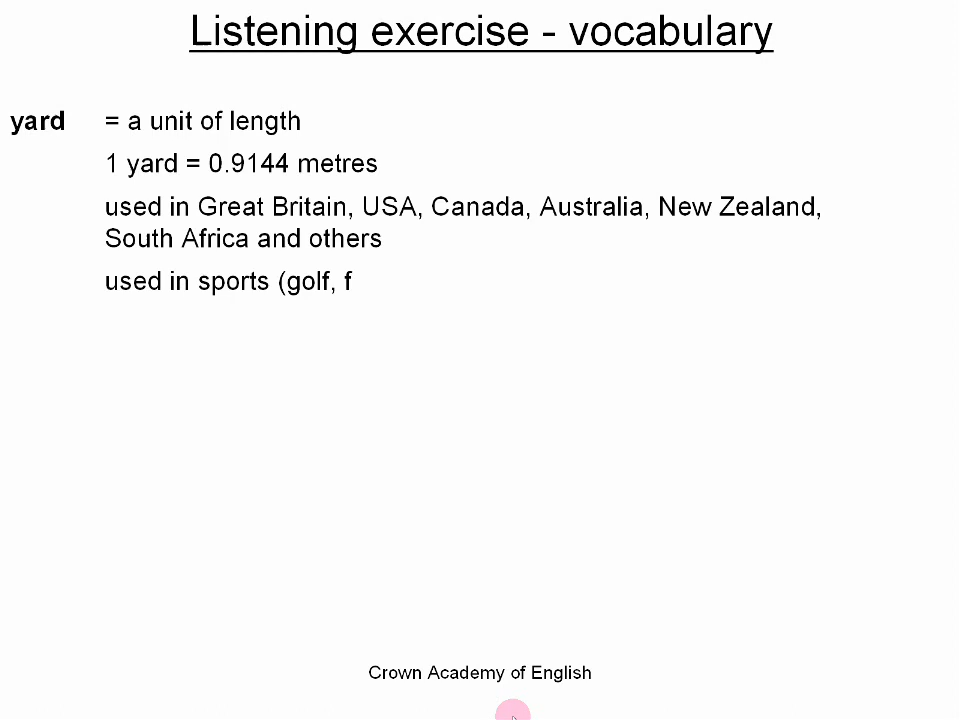 Listening exercise - vocabulary
yard = a unit of length
1 yard = 0.9144 metres
used in Great Britain, USA, Canada, Australia, New Zealand,
South Africa and others
used in sports (golf, f
Crown Academy of English